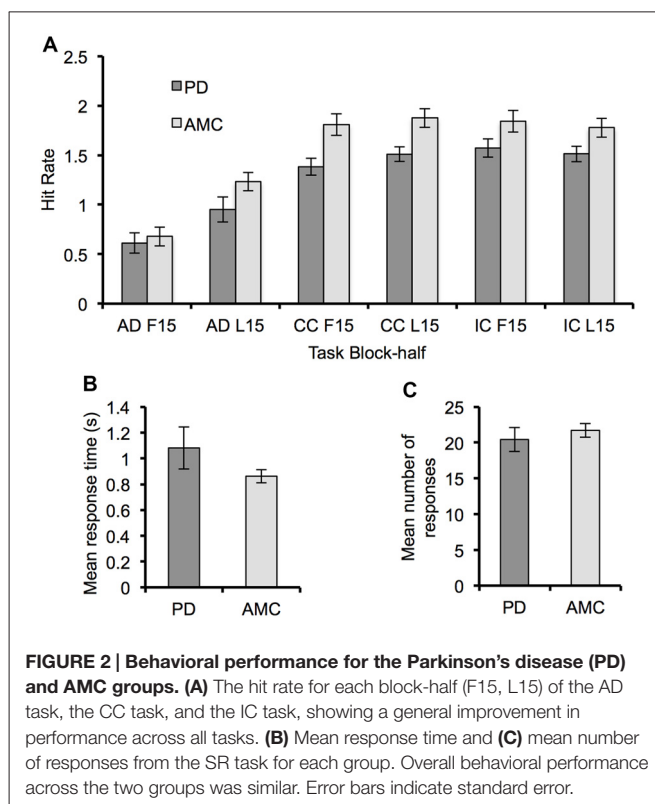 A
2.5
2
1.5
1
0.5
0
Hit Rate
PD
AMC
AD F15 AD L15 CC F15 CC L15 IC F15 IC L15
Task Block-half
B
1.4
1.2
1
0.8
0.6
0.4
0.2
0
Mean response time (s)
PD AMC
C
25
20
15
10
5
0
Mean number of
responses
PD AMC
FIGURE 2 | Behavioral performance for the Parkinson's disease (PD)
and AMC groups. (A) The hit rate for each block-half (F15, L15) of the AD
task, the CC task, and the IC task, showing a general improvement in
performance across all tasks. (B) Mean response time and (C) mean number
of responses from the SR task for each group. Overall behavioral performance
across the two groups was similar. Error bars indicate standard error.